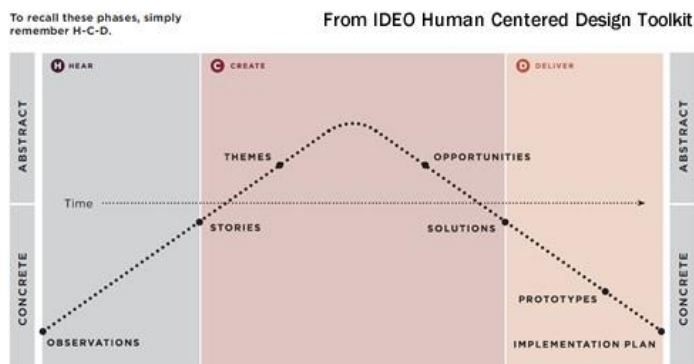 To recall these phases, simply
remember H-C-D.
From IDEO Human Centered Design Toolkit
H HEAR
C CREATE
D DELIVER
ABSTRACT
ABSTRACT
THEMES
OPPORTUNITIES
Time
STORIES
SOLUTIONS
CONCRETE
CONCRETE
PROTOTYPES
OBSERVATIONS
IMPLEMENTATION PLAN